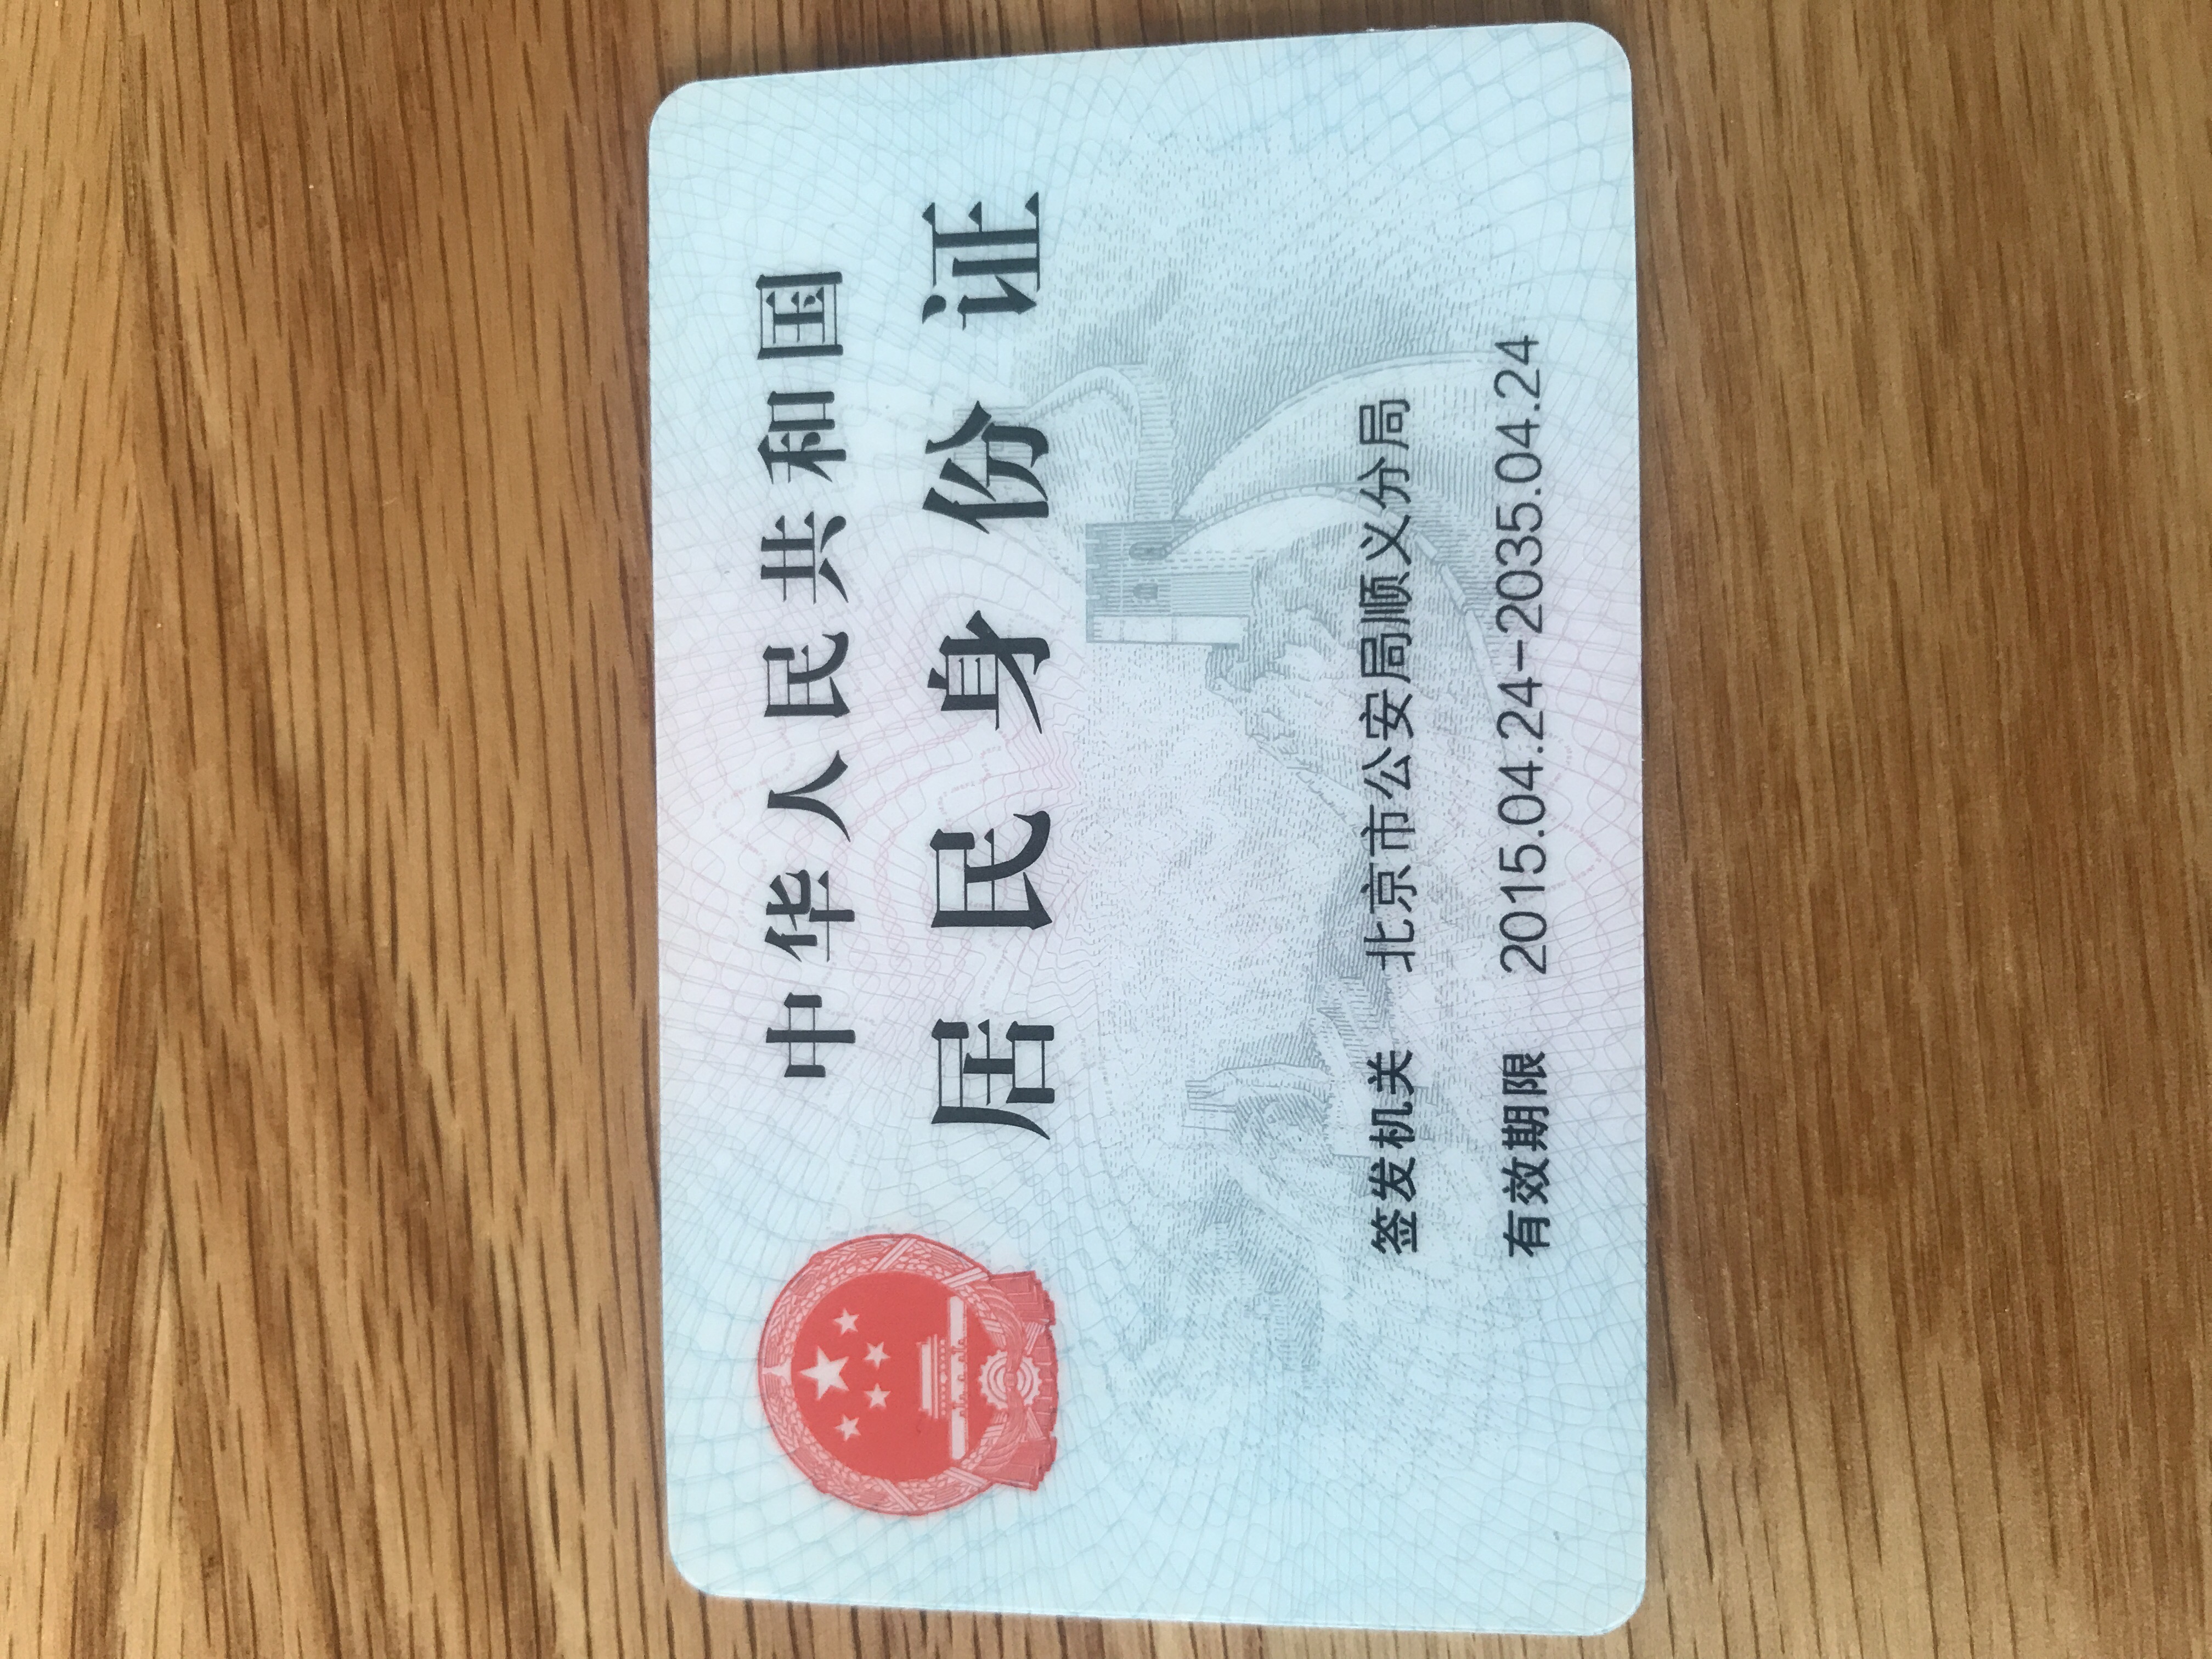 中华人民共和国
居民身份证
签发机关 北京市公安局顺义分局
有效期限 2015.04.24-2035.04.24